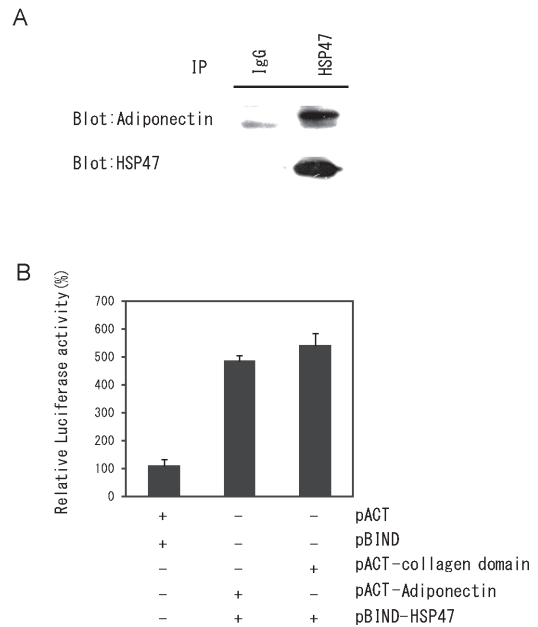 A
IP IgG HSP47
Blot:Adiponectin
Blot:HSP47
B
Relative Luciferase activity(%)
700
600
500
400
300
200
100
0
+ − − pACT
+ − − pBIND
− − + pACT−collagen domain
− + − pACT−Adiponectin
− + + pBIND−HSP47